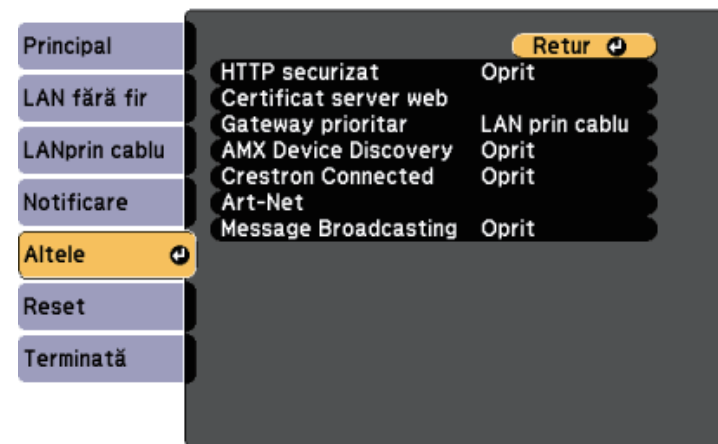 Principal
LAN fără fir
LANprin cablu
Notificare
Altele
Reset
Terminată
Retur
HTTP securizat Oprit
Certificat server web
Gateway prioritar LAN prin cablu
AMX Device Discovery Oprit
Crestron Connected Oprit
Art-Net
Message Broadcasting Oprit